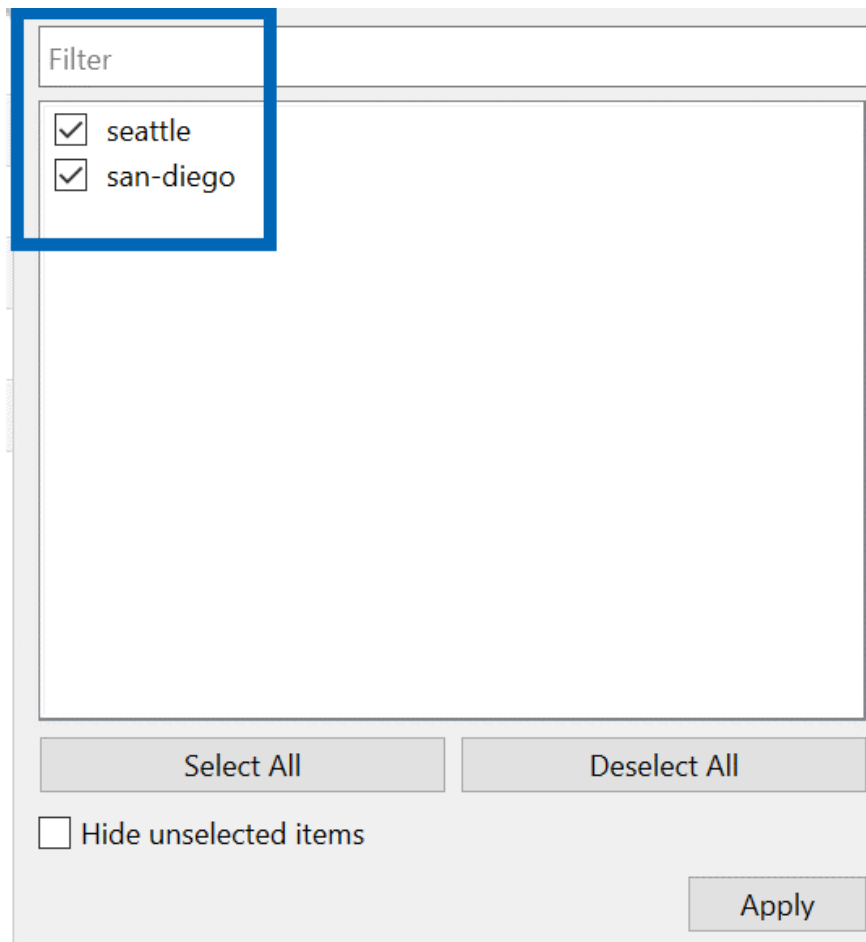 Filter
seattle
san-diego
Select All
Deselect All
Hide unselected items
Apply